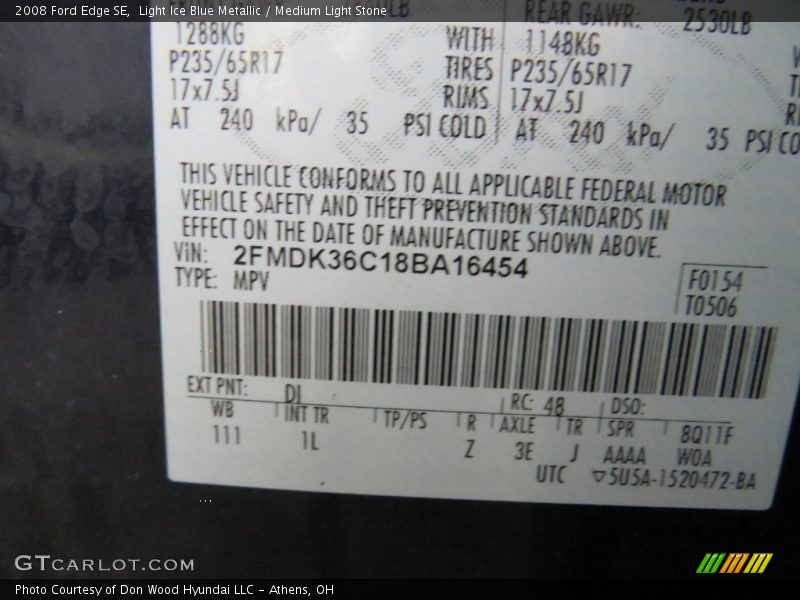 2008 Ford Edge SE,  Light Ice Blue Metallic / Medium Light Stone
LB REAR GAWR: 2530LB
1288KG WITH 1148KG
P235/65R17 TIRES P235/65R17
17x7.5J RIMS 17x7.5J
AT 240 kPa/ 35 PSI COLD AT 240 kPa/ 35 PSI CO
THIS VEHICLE CONFORMS TO ALL APPLICABLE FEDERAL MOTOR
VEHICLE SAFETY AND THEFT PREVENTION STANDARDS IN
EFFECT ON THE DATE OF MANUFACTURE SHOWN ABOVE.
VIN: 2FMDK36C18BA16454
TYPE: MPV
F0154
T0506
EXT PNT: DI RC: 48 DSO:
WB INT TR TP/PS R AXLE TR SPR 8Q11F
111 1L Z 3E J AAAA WOA
UTC ▽5U5A-1520472-BA
GTCARLOT.COM
Photo Courtesy of Don Wood Hyundai LLC - Athens, OH